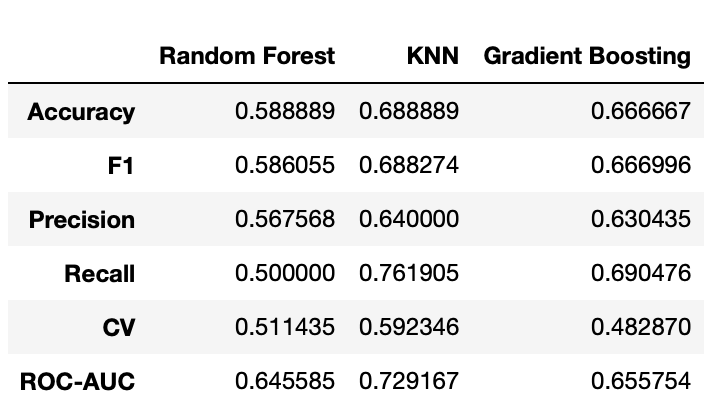 Random Forest KNN Gradient Boosting
Accuracy 0.588889 0.688889 0.666667
F1 0.586055 0.688274 0.666996
Precision 0.567568 0.640000 0.630435
Recall 0.500000 0.761905 0.690476
CV 0.511435 0.592346 0.482870
ROC-AUC 0.645585 0.729167 0.655754